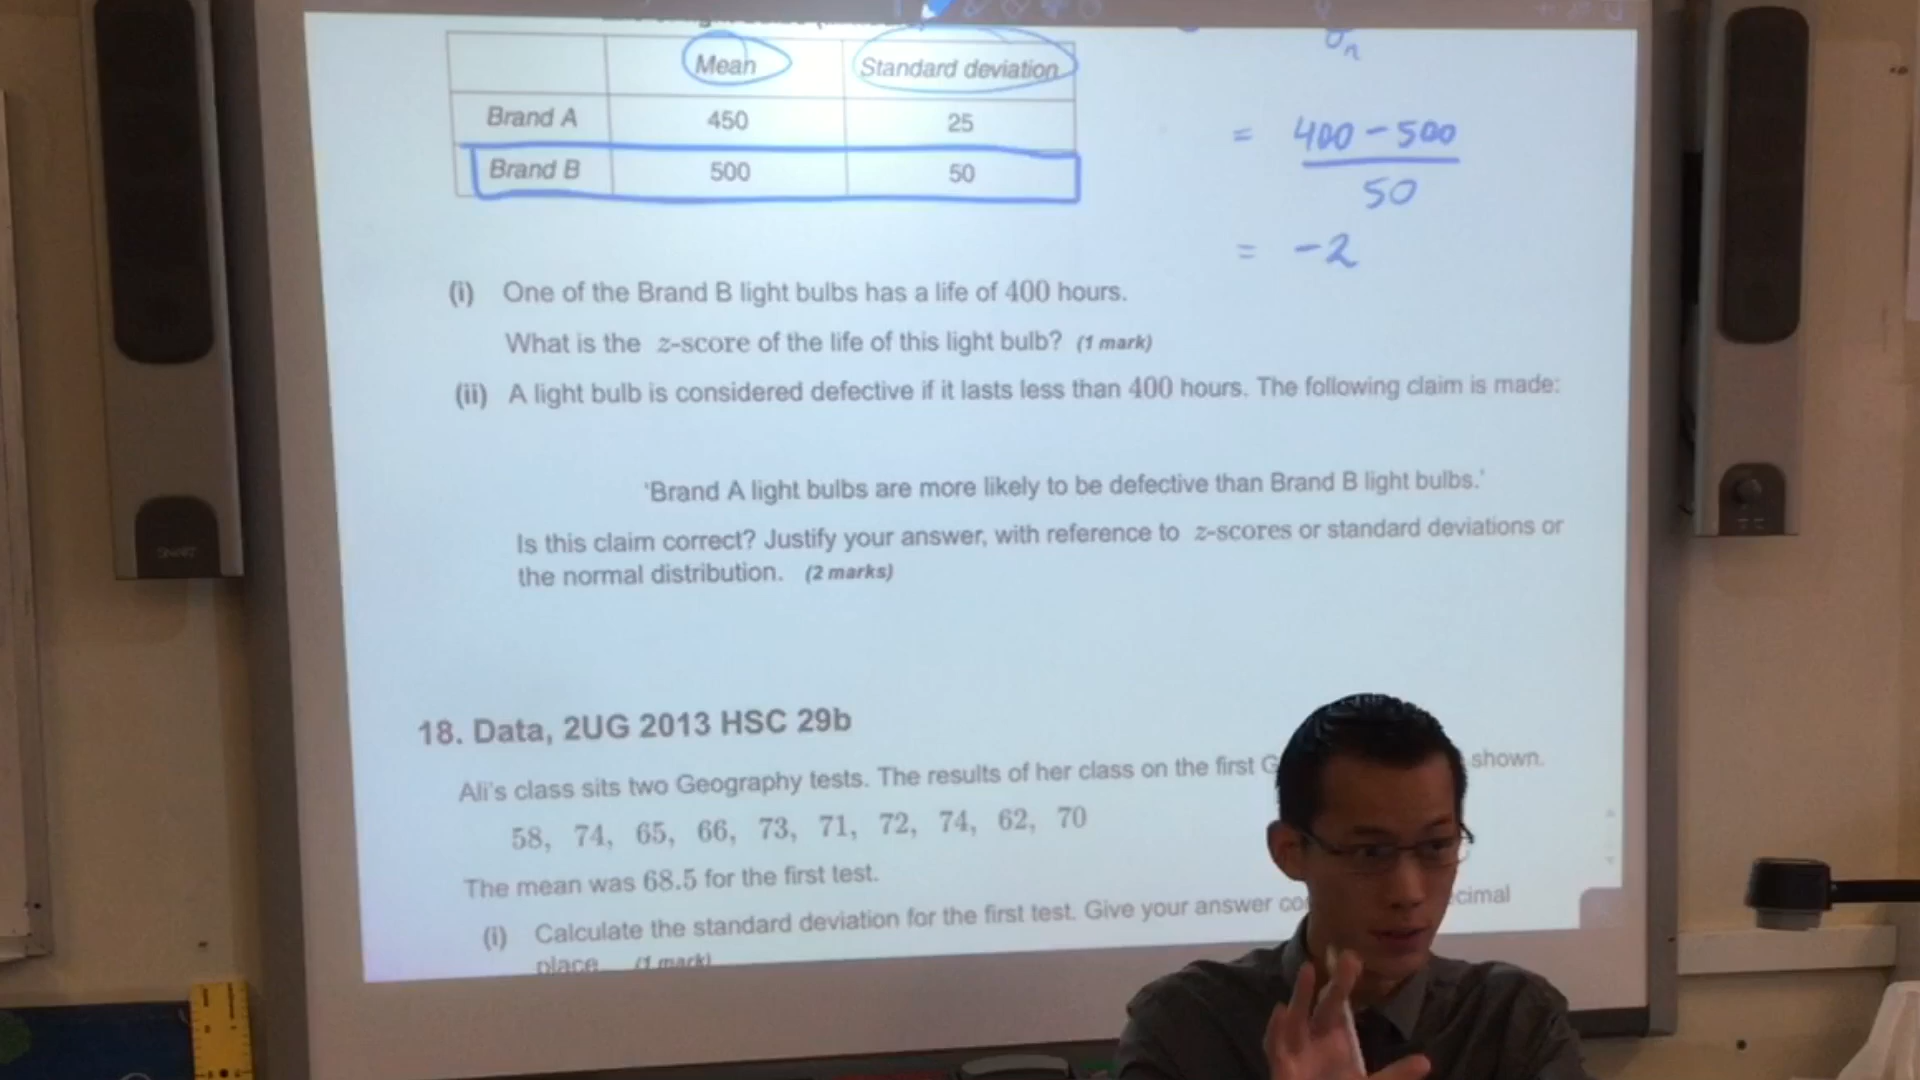 Mean Standard deviation
Brand A 450 25
Brand B 500 50
σn
= 400 - 500
50
= -2
(i) One of the Brand B light bulbs has a life of 400 hours.
What is the z-score of the life of this light bulb? (1 mark)
(ii) A light bulb is considered defective if it lasts less than 400 hours. The following claim is made:
'Brand A light bulbs are more likely to be defective than Brand B light bulbs.'
Is this claim correct? Justify your answer, with reference to z-scores or standard deviations or
the normal distribution. (2 marks)
18. Data, 2UG 2013 HSC 29b
Ali's class sits two Geography tests. The results of her class on the first shown.
58, 74, 65, 66, 73, 71, 72, 74, 62, 70
The mean was 68.5 for the first test.
(i) Calculate the standard deviation for the first test. Give your answer
place (1 mark)
SMART